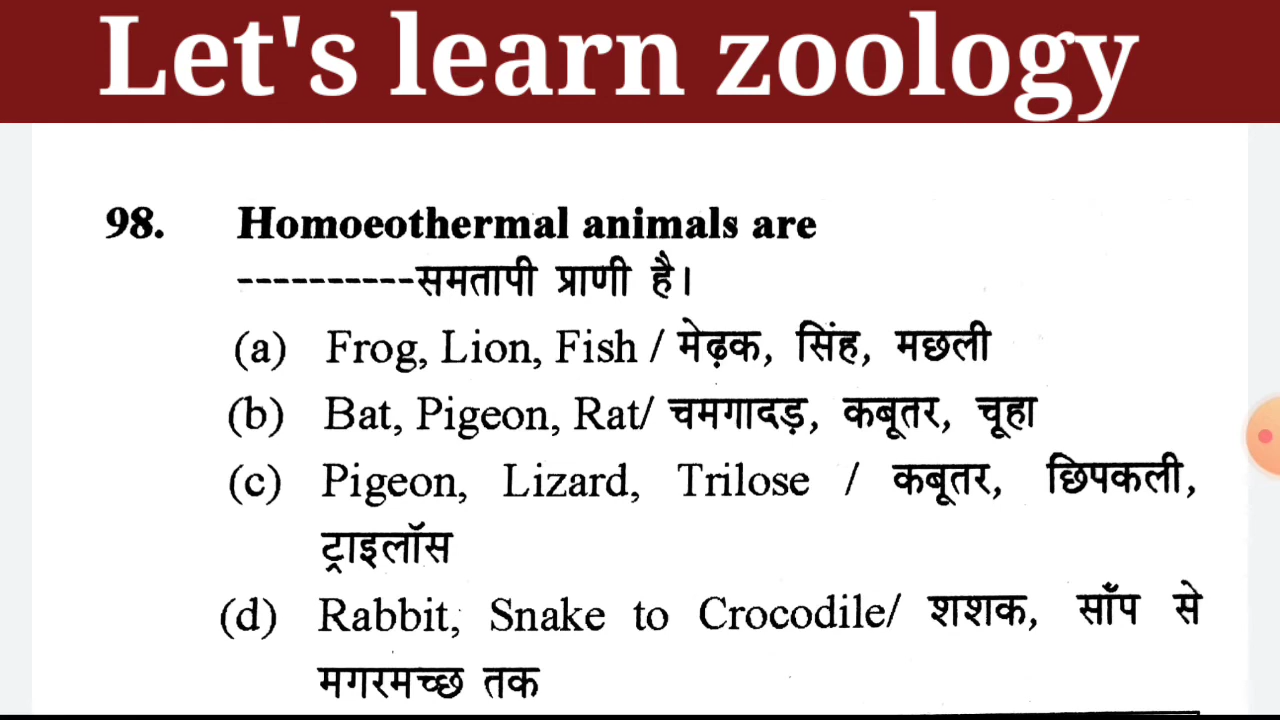 Let's learn zoology
98. Homoeothermal animals are
----------समतापी प्राणी है।
(a) Frog, Lion, Fish / मेढ़क, सिंह, मछली
(b) Bat, Pigeon, Rat/ चमगादड़, कबूतर, चूहा
(c) Pigeon, Lizard, Trilose / कबूतर, छिपकली,
ट्राइलॉस
(d) Rabbit, Snake to Crocodile/ शशक, साँप से
मगरमच्छ तक